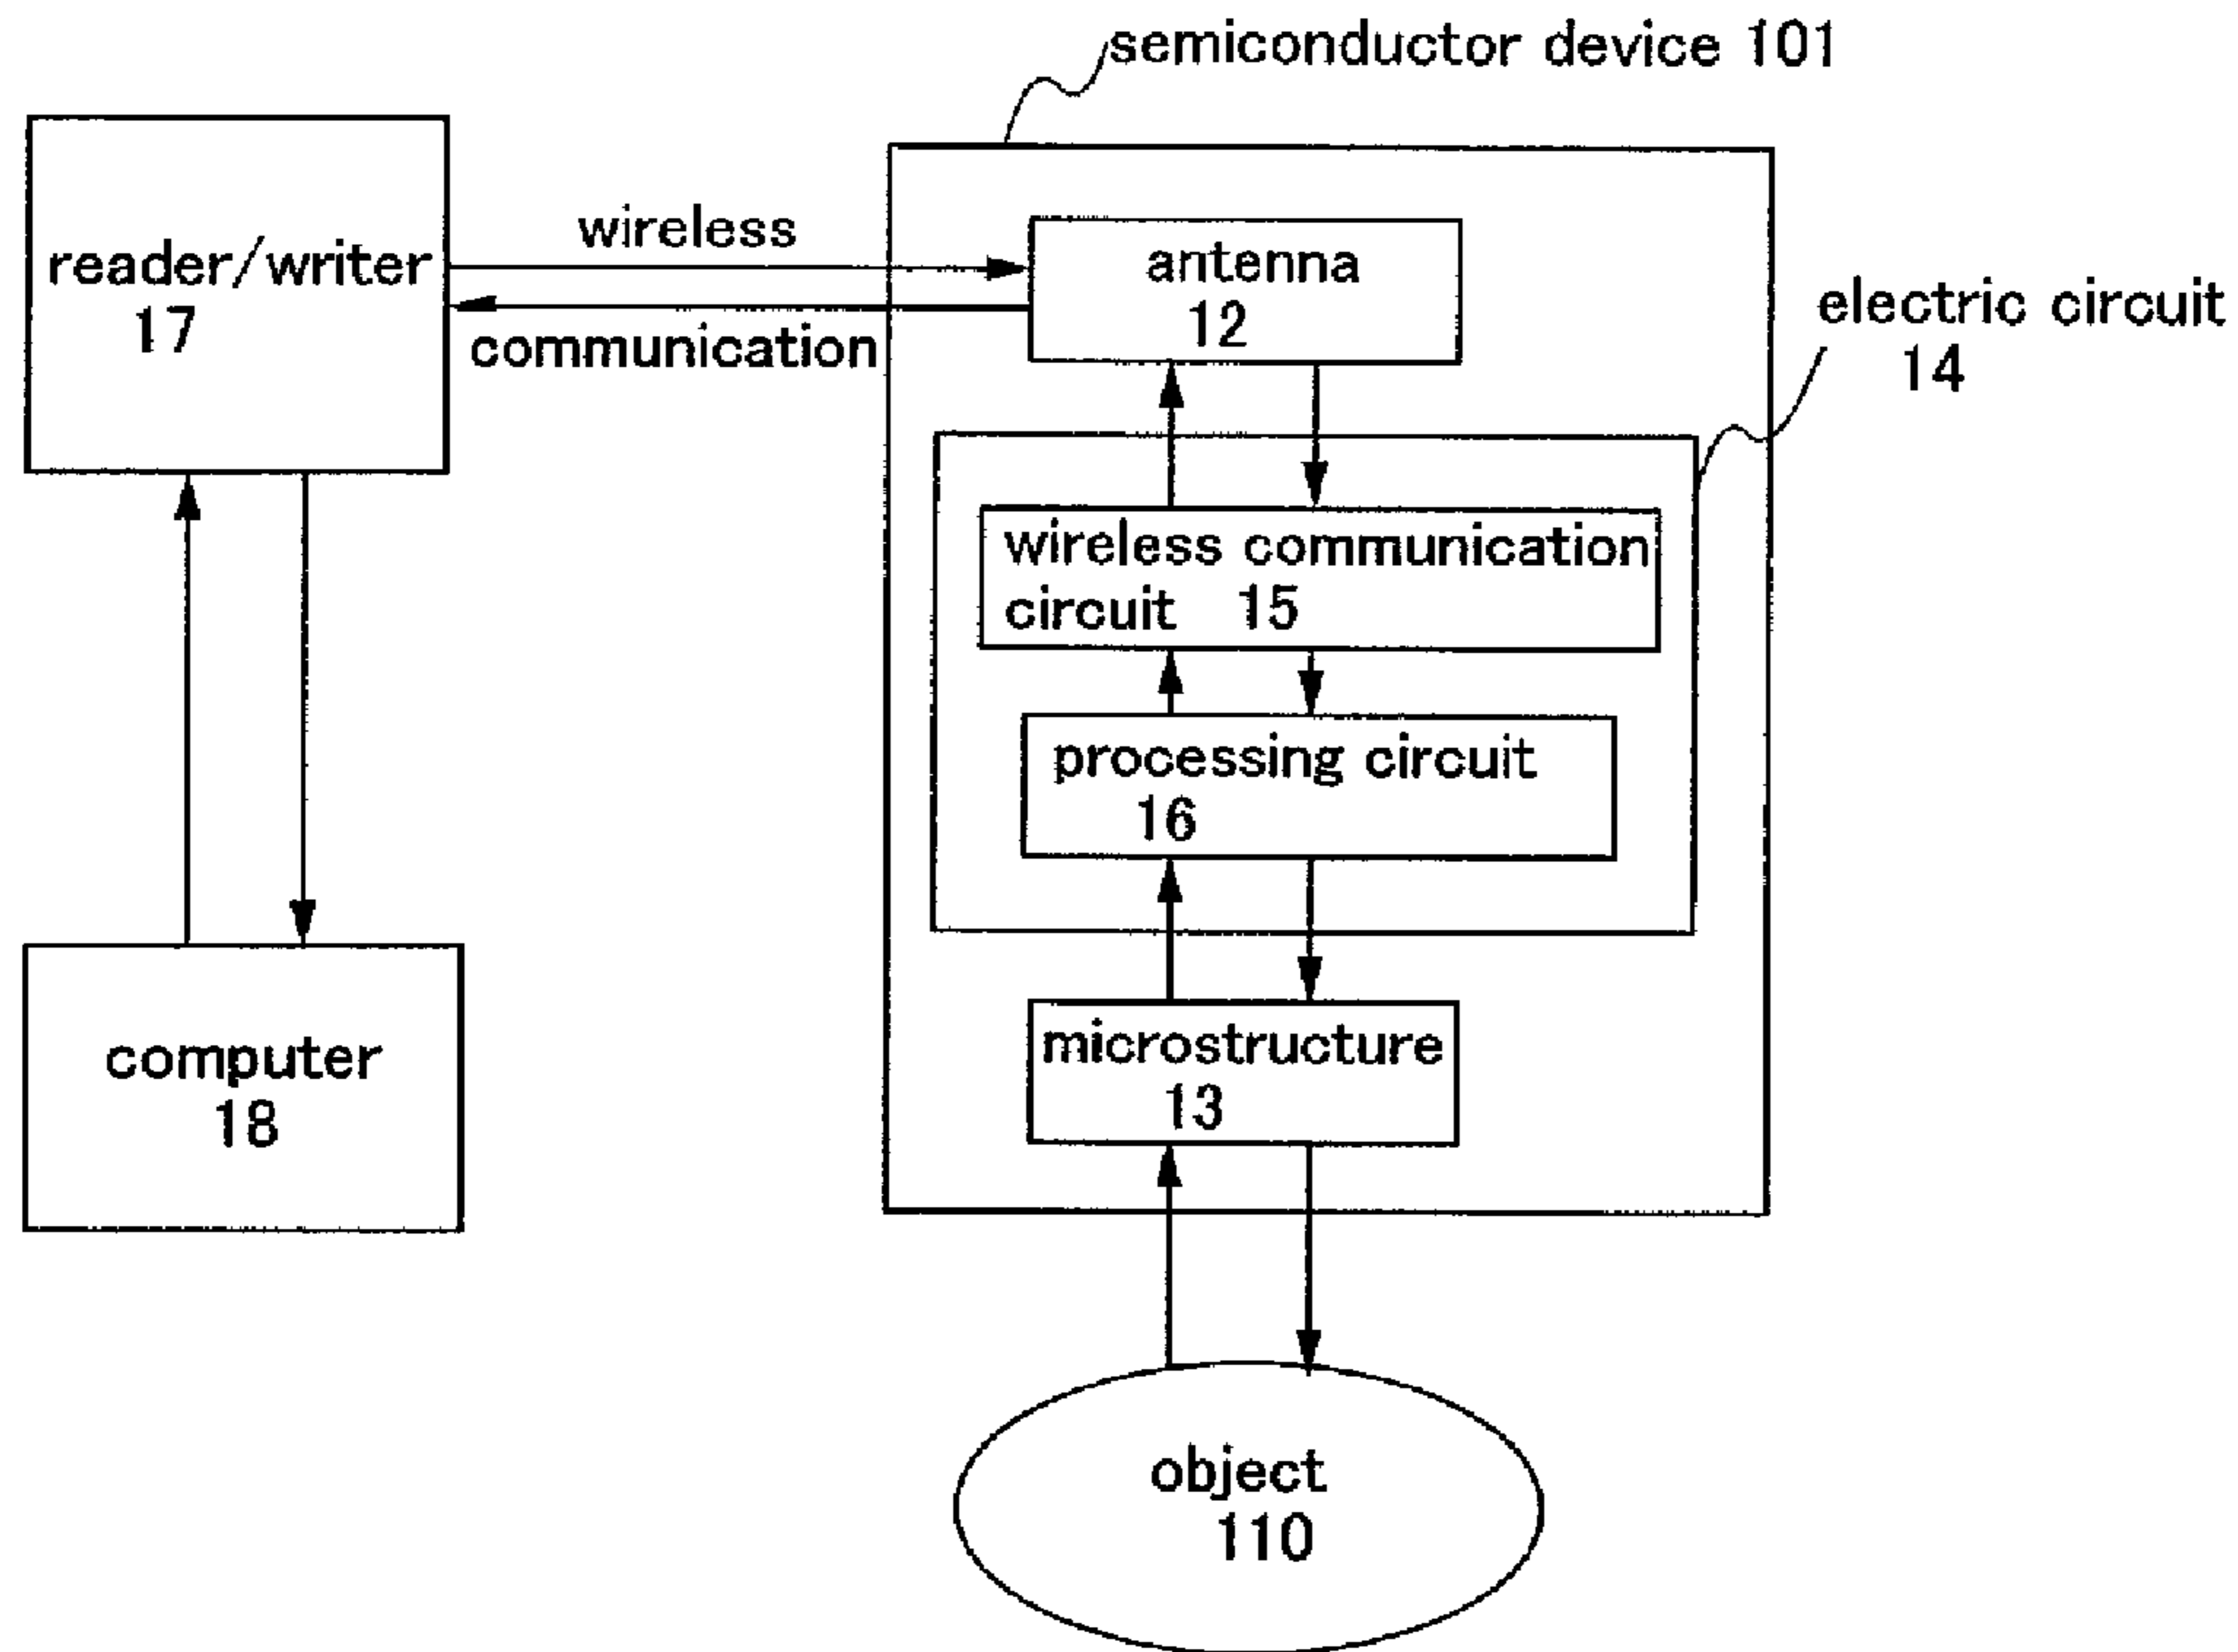 semiconductor device 101
reader/writer
17
wireless
communication
antenna
12
electric circuit
14
wireless communication
circuit 15
processing circuit
16
microstructure
13
computer
18
object
110